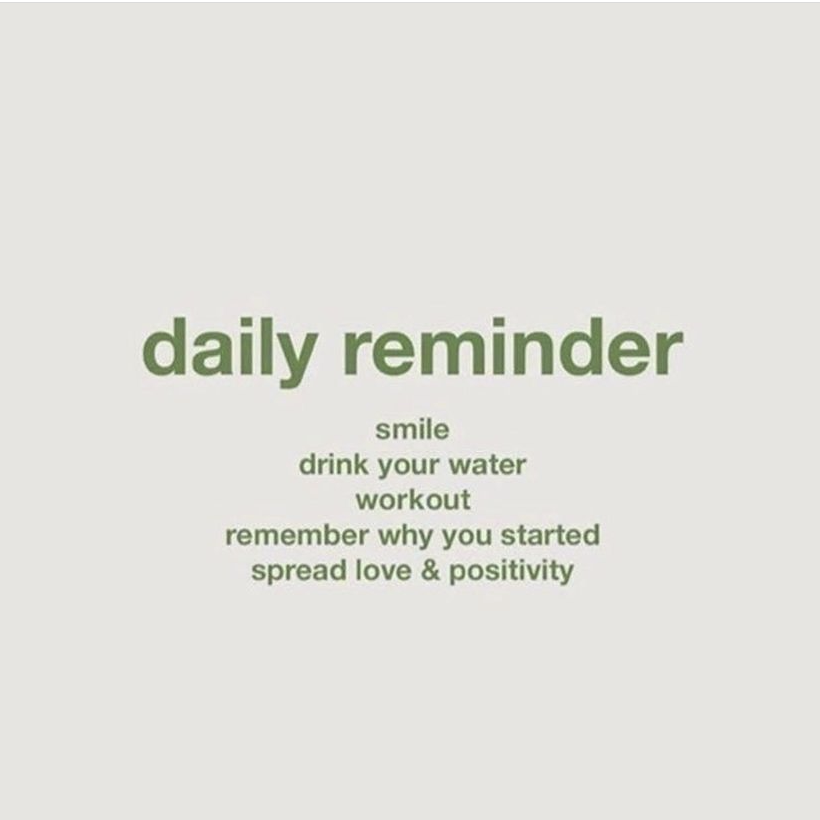 daily reminder
smile
drink your water
workout
remember why you started
spread love & positivity